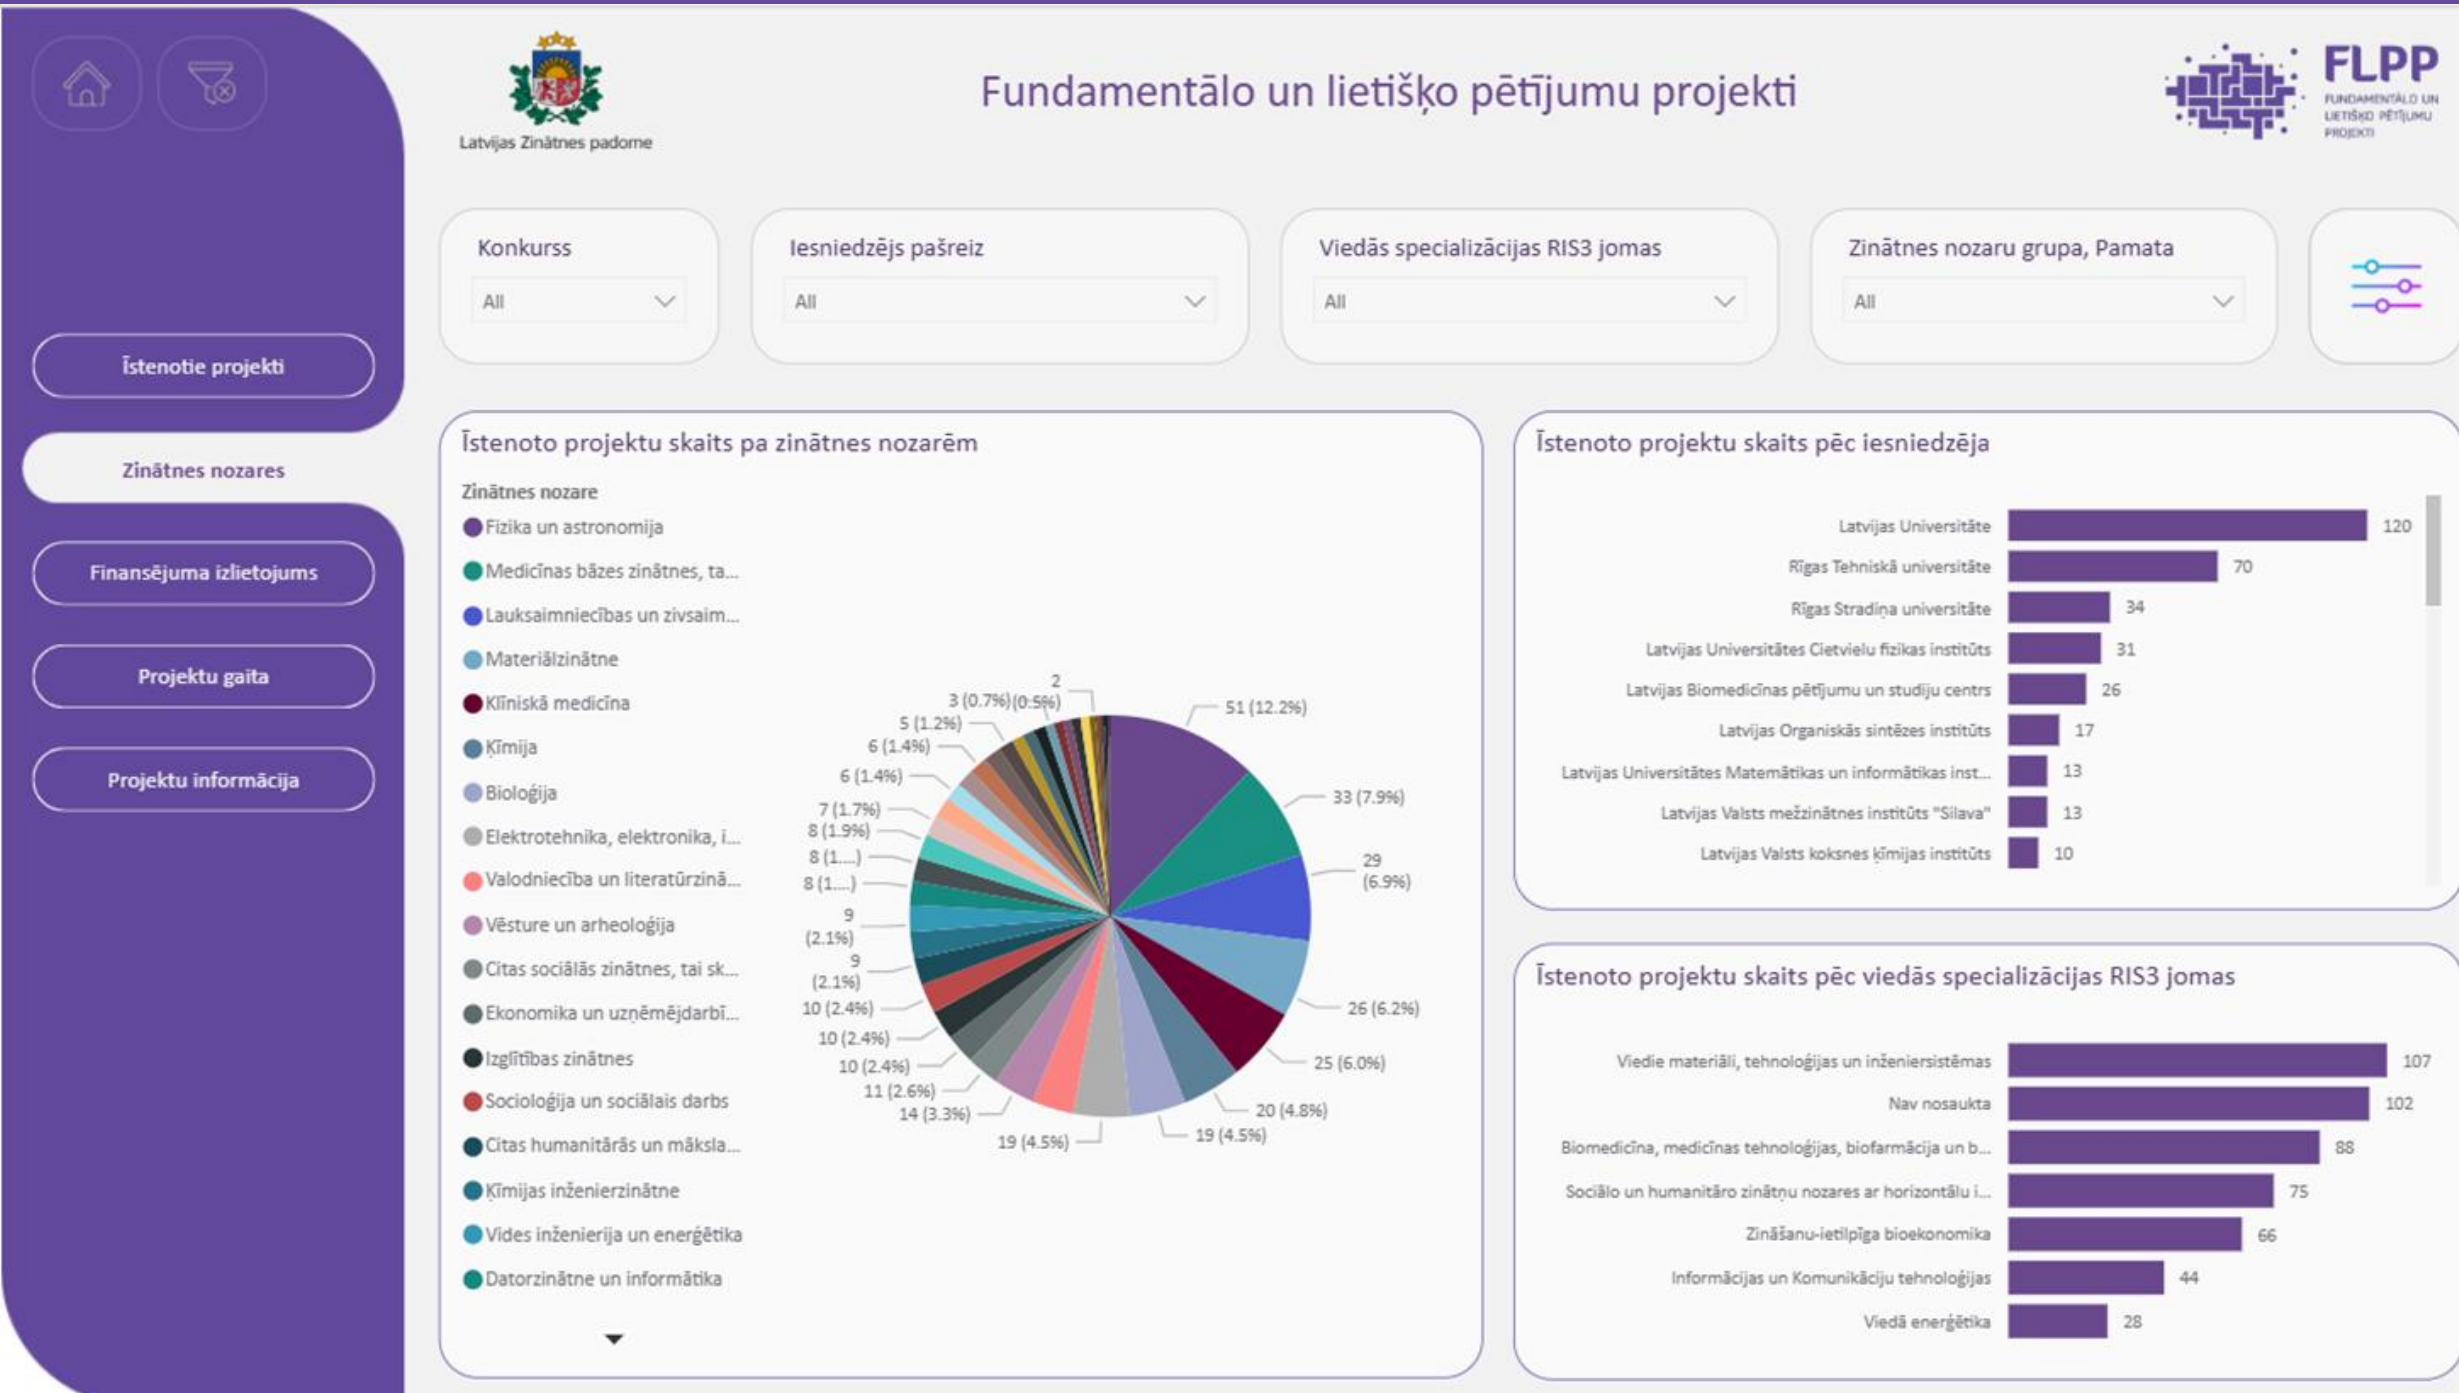 Latvijas Zinātnes padome
Fundamentālo un lietišķo pētījumu projekti
FLPP
FUNDAMENTĀLO UN
LIETIŠĶO PĒTĪJUMU
PROJEKTI
Konkurss
All
Iesniedzējs pašreiz
All
Viedās specializācijas RIS3 jomas
All
Zinātnes nozaru grupa, Pamata
All
Īstenotie projekti
Zinātnes nozares
Finansējuma izlietojums
Projektu gaita
Projektu informācija
Īstenoto projektu skaits pa zinātnes nozarēm
Zinātnes nozare
Fizika un astronomija
Medicīnas bāzes zinātnes, ta...
Lauksaimniecības un zivsaim...
Materiālzinātne
Klīniskā medicīna
Ķīmija
Bioloģija
Elektrotehnika, elektronika, i...
Valodniecība un literatūrzinā...
Vēsture un arheoloģija
Citas sociālās zinātnes, tai sk...
Ekonomika un uzņēmējdarbī...
Izglītības zinātnes
Socioloģija un sociālais darbs
Citas humanitārās un māksla...
Ķīmijas inženierzinātne
Vides inženierija un enerģētika
Datorzinātne un informātika
51 (12.2%)
33 (7.9%)
29
(6.9%)
26 (6.2%)
25 (6.0%)
20 (4.8%)
19 (4.5%)
19 (4.5%)
14 (3.3%)
11 (2.6%)
10 (2.4%)
10 (2.4%)
10 (2.4%)
9
(2.1%)
9
(2.1%)
8 (1....)
8 (1....)
8 (1.9%)
7 (1.7%)
6 (1.4%)
6 (1.4%)
5 (1.2%)
3 (0.7%)
(0.5%)
2
Īstenoto projektu skaits pēc iesniedzēja
Latvijas Universitāte 120
Rīgas Tehniskā universitāte 70
Rīgas Stradiņa universitāte 34
Latvijas Universitātes Cietvielu fizikas institūts 31
Latvijas Biomedicīnas pētījumu un studiju centrs 26
Latvijas Organiskās sintēzes institūts 17
Latvijas Universitātes Matemātikas un informātikas inst... 13
Latvijas Valsts mežzinātnes institūts "Silava" 13
Latvijas Valsts koksnes ķīmijas institūts 10
Īstenoto projektu skaits pēc viedās specializācijas RIS3 jomas
Viedie materiāli, tehnoloģijas un inženiersistēmas 107
Nav nosaukta 102
Biomedicīna, medicīnas tehnoloģijas, biofarmācija un b... 88
Sociālo un humanitāro zinātņu nozares ar horizontālu i... 75
Zināšanu-ietilpīga bioekonomika 66
Informācijas un Komunikāciju tehnoloģijas 44
Viedā enerģētika 28